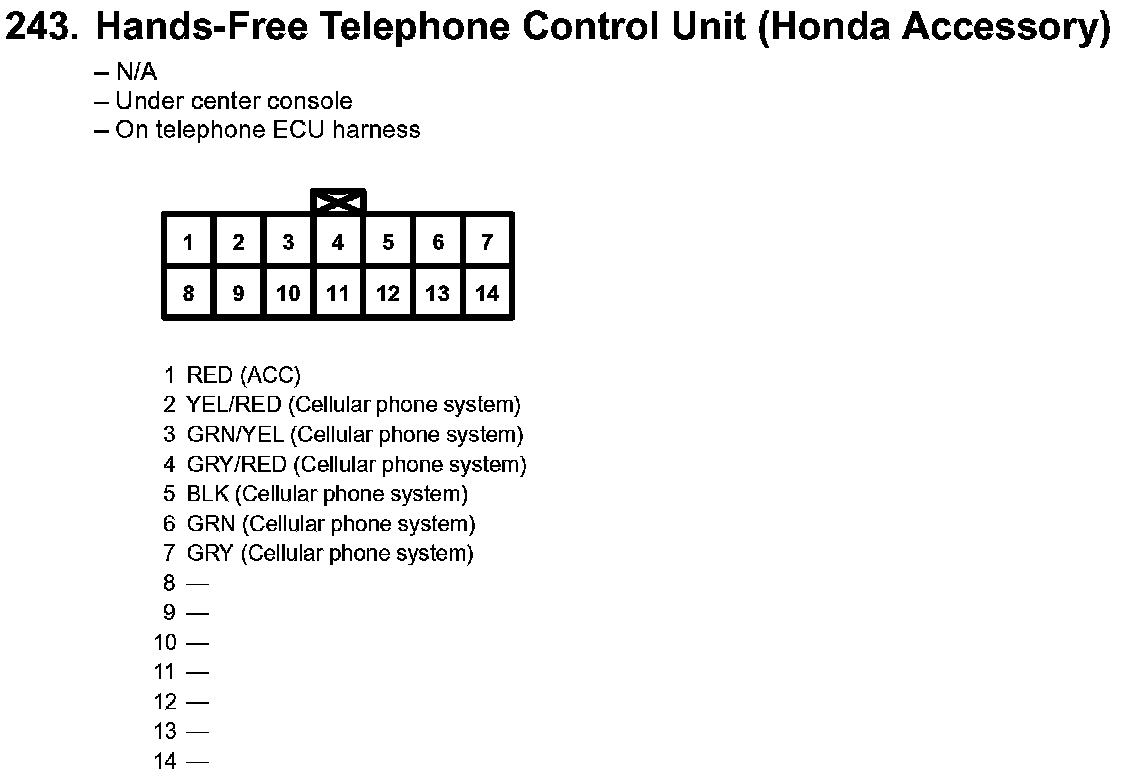 243. Hands-Free Telephone Control Unit (Honda Accessory)
– N/A
– Under center console
– On telephone ECU harness
1 2 3 4 5 6 7
8 9 10 11 12 13 14
1 RED (ACC)
2 YEL/RED (Cellular phone system)
3 GRN/YEL (Cellular phone system)
4 GRY/RED (Cellular phone system)
5 BLK (Cellular phone system)
6 GRN (Cellular phone system)
7 GRY (Cellular phone system)
8 —
9 —
10 —
11 —
12 —
13 —
14 —